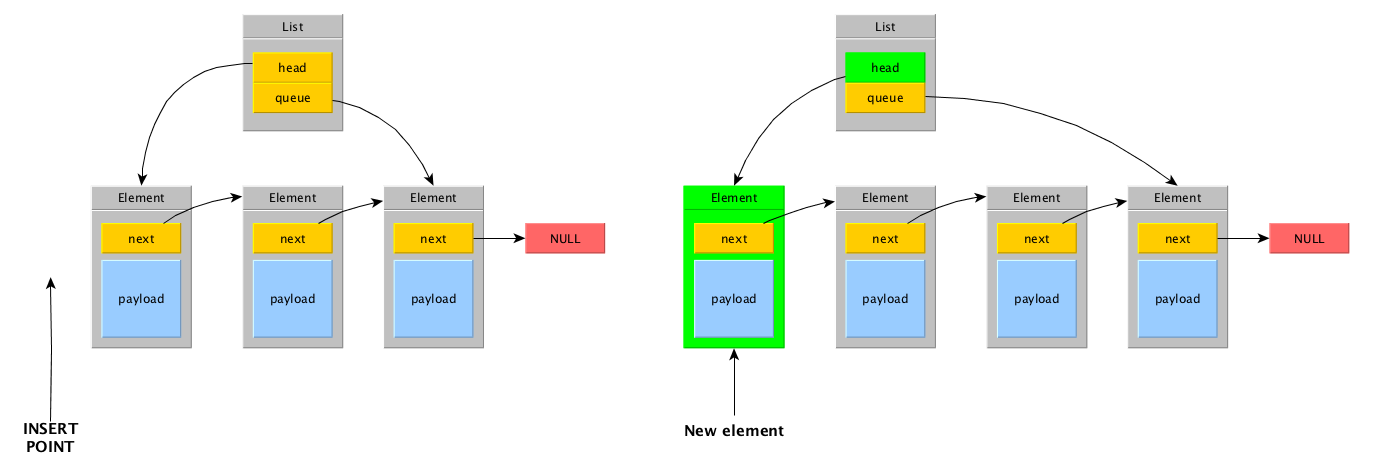 List
head
queue
Element
Element
Element
next
next
next
NULL
payload
payload
payload
INSERT
POINT
List
head
queue
Element
Element
Element
Element
next
next
next
next
NULL
payload
payload
payload
payload
New element